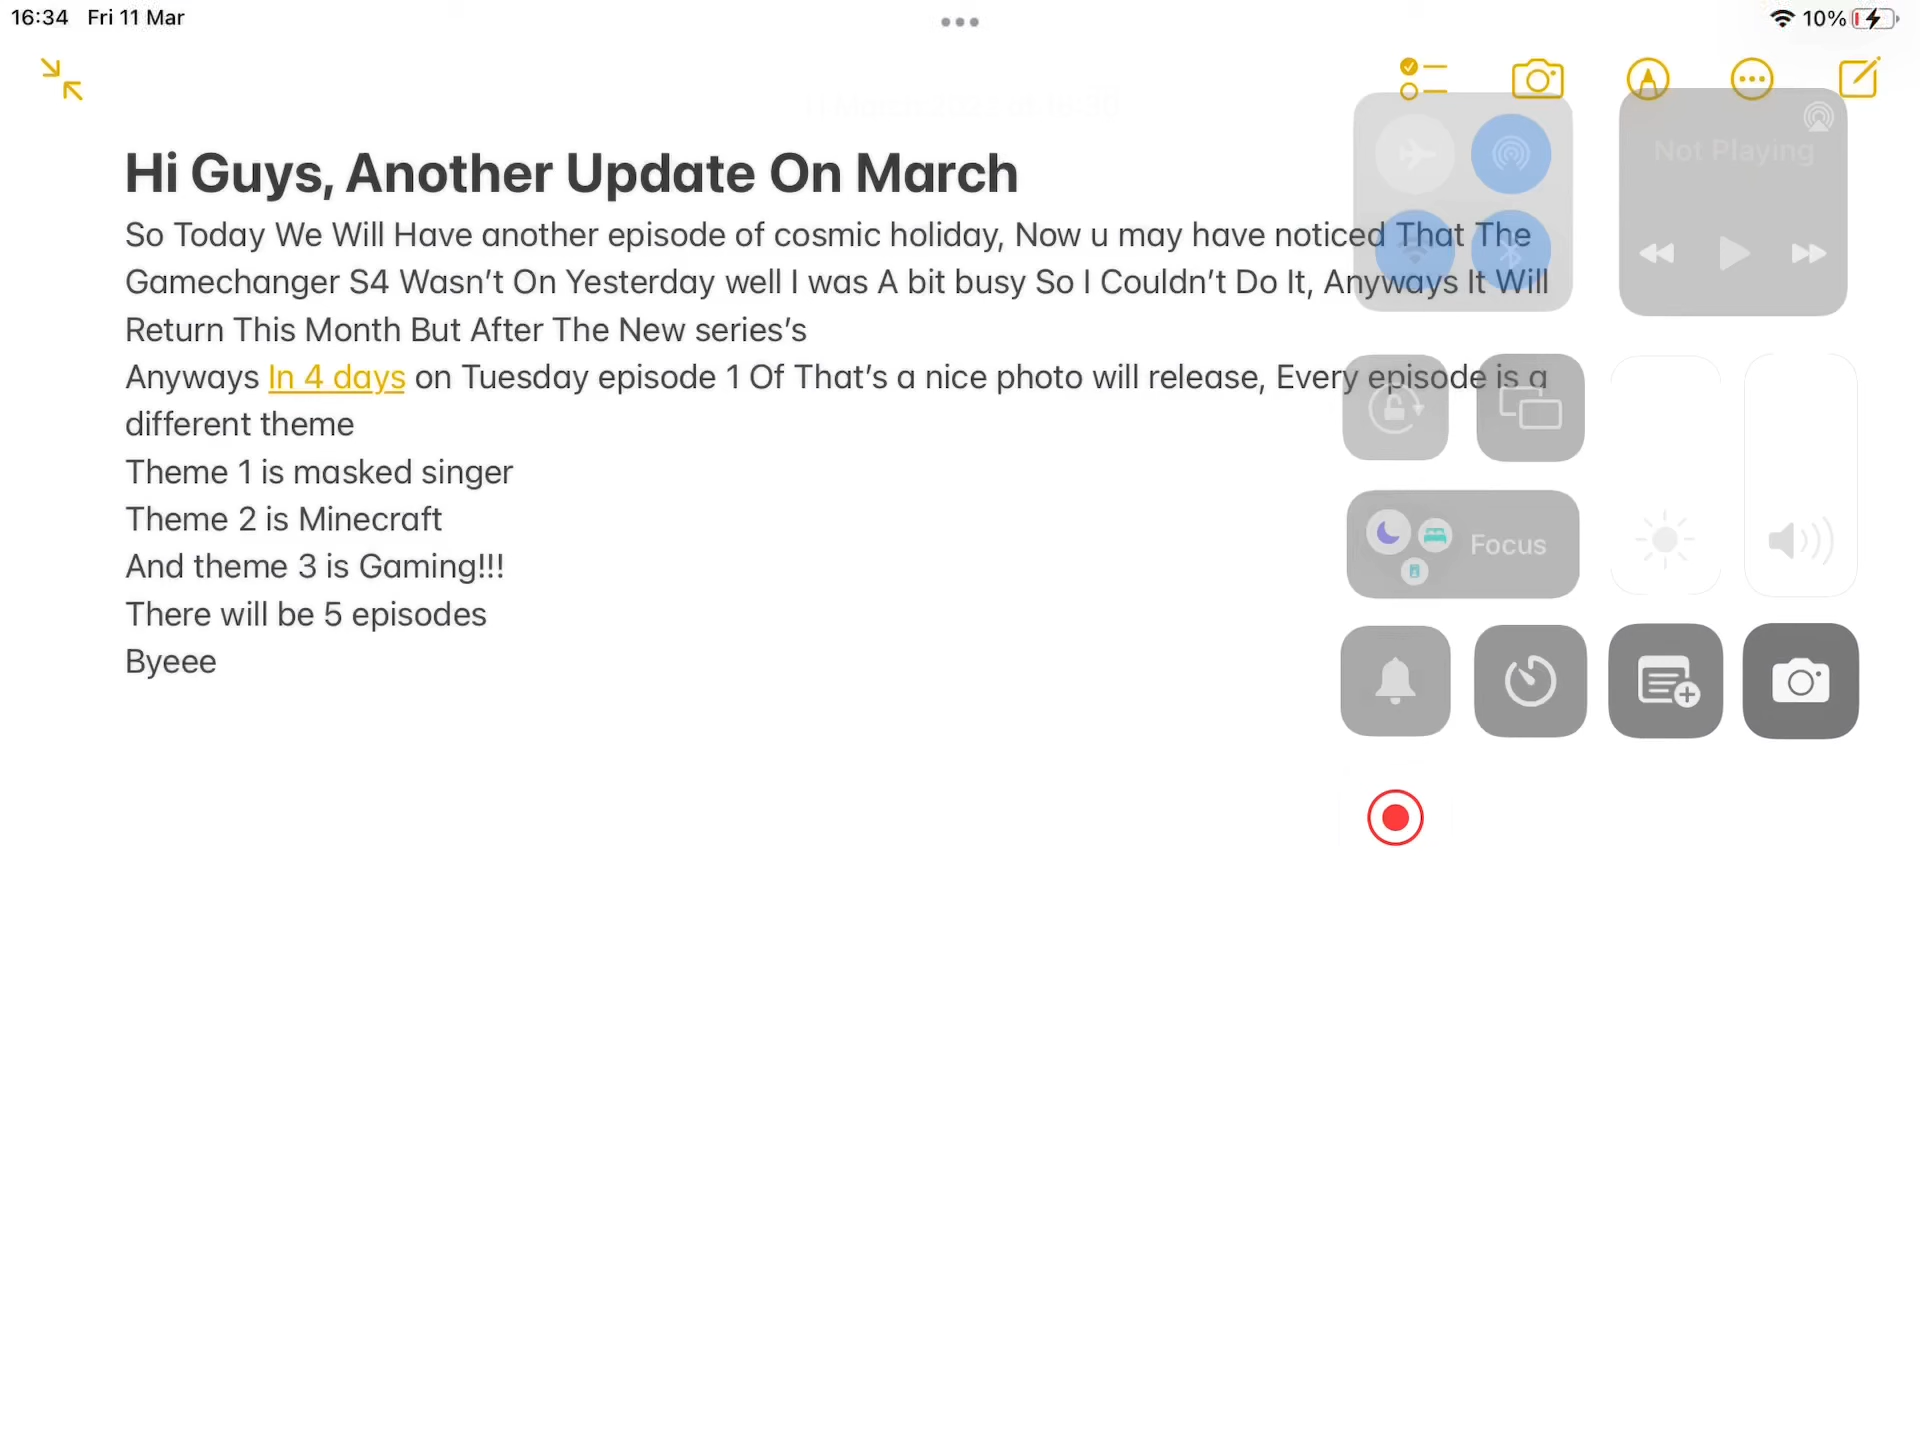 16:34 Fri 11 Mar
10%
Hi Guys, Another Update On March
Not Playing
So Today We Will Have another episode of cosmic holiday, Now u may have noticed That The
Gamechanger S4 Wasn't On Yesterday well I was A bit busy So I Couldn't Do It, Anyways It Will
Return This Month But After The New series's
Anyways In 4 days on Tuesday episode 1 Of That's a nice photo will release, Every episode is a
different theme
Theme 1 is masked singer
Theme 2 is Minecraft
And theme 3 is Gaming!!!
There will be 5 episodes
Byeee
Focus